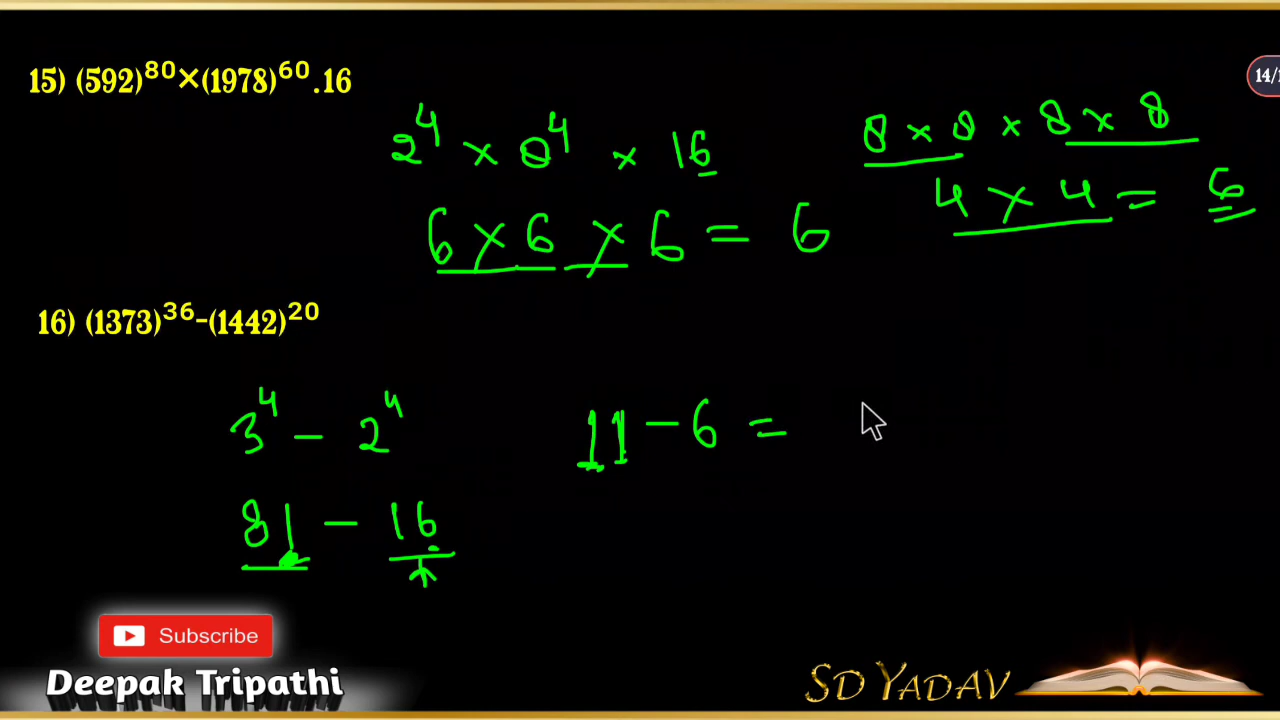 15) (592)⁸⁰×(1978)⁶⁰.16
14/1
2⁴ × 8⁴ × 16
8 × 8 × 8 × 8
4 × 4 = 6
6 × 6 × 6 = 6
16) (1373)³⁶-(1442)²⁰
3⁴ - 2⁴
11 - 6 =
81 - 16
Subscribe
Deepak Tripathi
SD YADAV